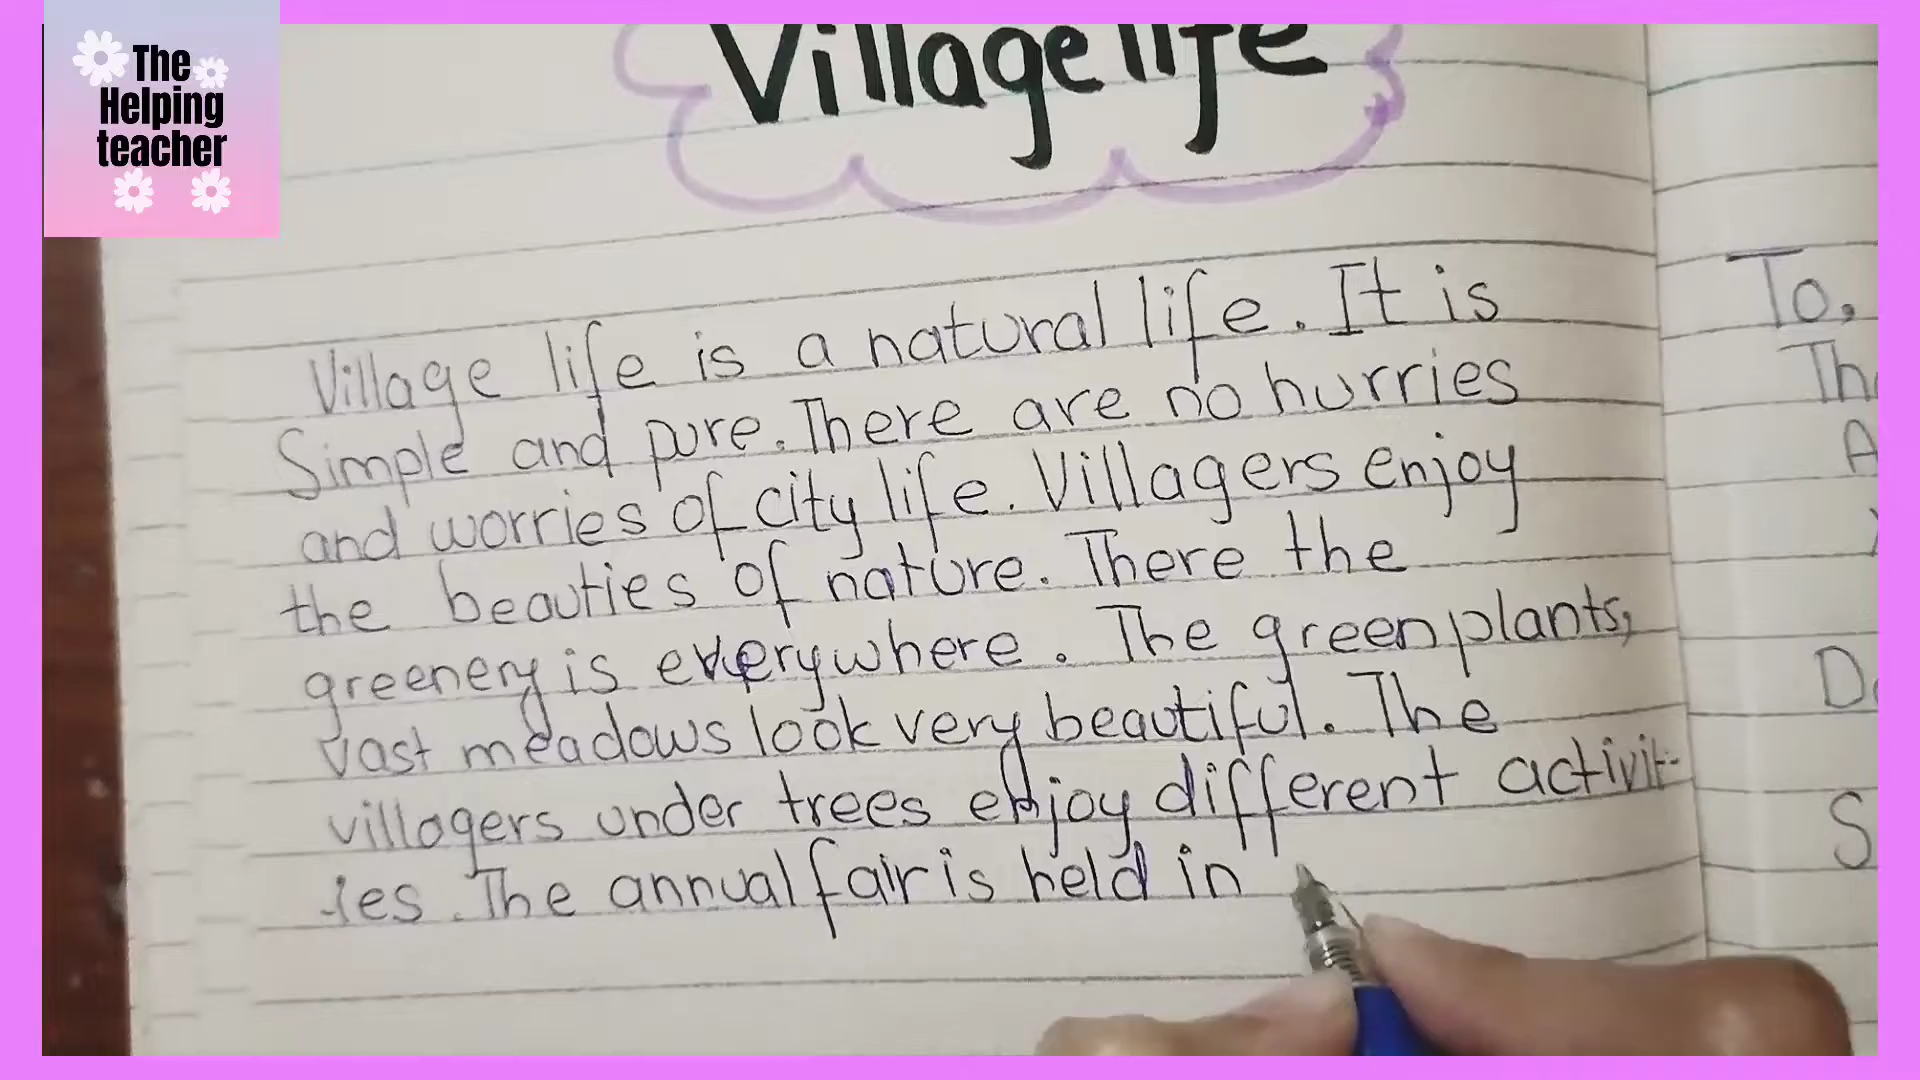 The
Helping
teacher
Village life
Village life is a natural life. It is
Simple and pure. There are no hurries
and worries of city life. Villagers enjoy
the beauties of nature. There the
greenery is everywhere. The green plants,
vast meadows look very beautiful. The
villagers under trees enjoy different activit-
-ies. The annual fair is held in
To,
Th
A
D
S